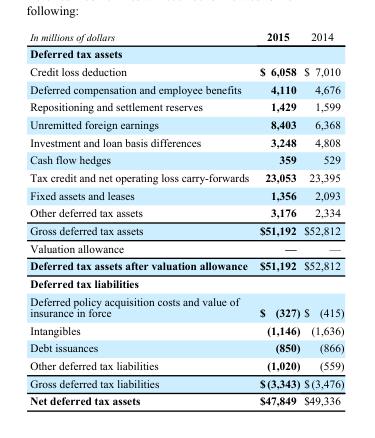 following:
In millions of dollars 2015 2014
Deferred tax assets
Credit loss deduction $ 6,058 $ 7,010
Deferred compensation and employee benefits 4,110 4,676
Repositioning and settlement reserves 1,429 1,599
Unremitted foreign earnings 8,403 6,368
Investment and loan basis differences 3,248 4,808
Cash flow hedges 359 529
Tax credit and net operating loss carry-forwards 23,053 23,395
Fixed assets and leases 1,356 2,093
Other deferred tax assets 3,176 2,334
Gross deferred tax assets $51,192 $52,812
Valuation allowance — —
Deferred tax assets after valuation allowance $51,192 $52,812
Deferred tax liabilities
Deferred policy acquisition costs and value of
insurance in force $ (327) $ (415)
Intangibles (1,146) (1,636)
Debt issuances (850) (866)
Other deferred tax liabilities (1,020) (559)
Gross deferred tax liabilities $ (3,343) $ (3,476)
Net deferred tax assets $47,849 $49,336